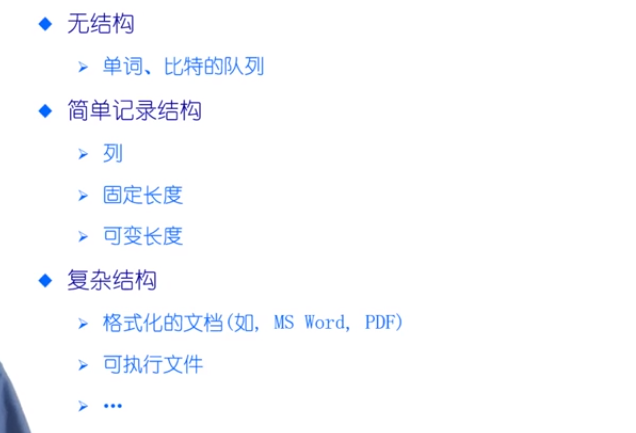 无结构
单词、比特的队列
简单记录结构
列
固定长度
可变长度
复杂结构
格式化的文档(如, MS Word, PDF)
可执行文件
…